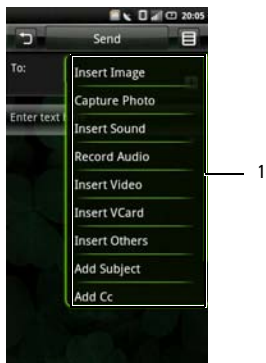 20:05
Send
To:
Insert Image
Capture Photo
Enter text
Insert Sound
Record Audio
Insert Video
Insert VCard
Insert Others
Add Subject
Add Cc
1